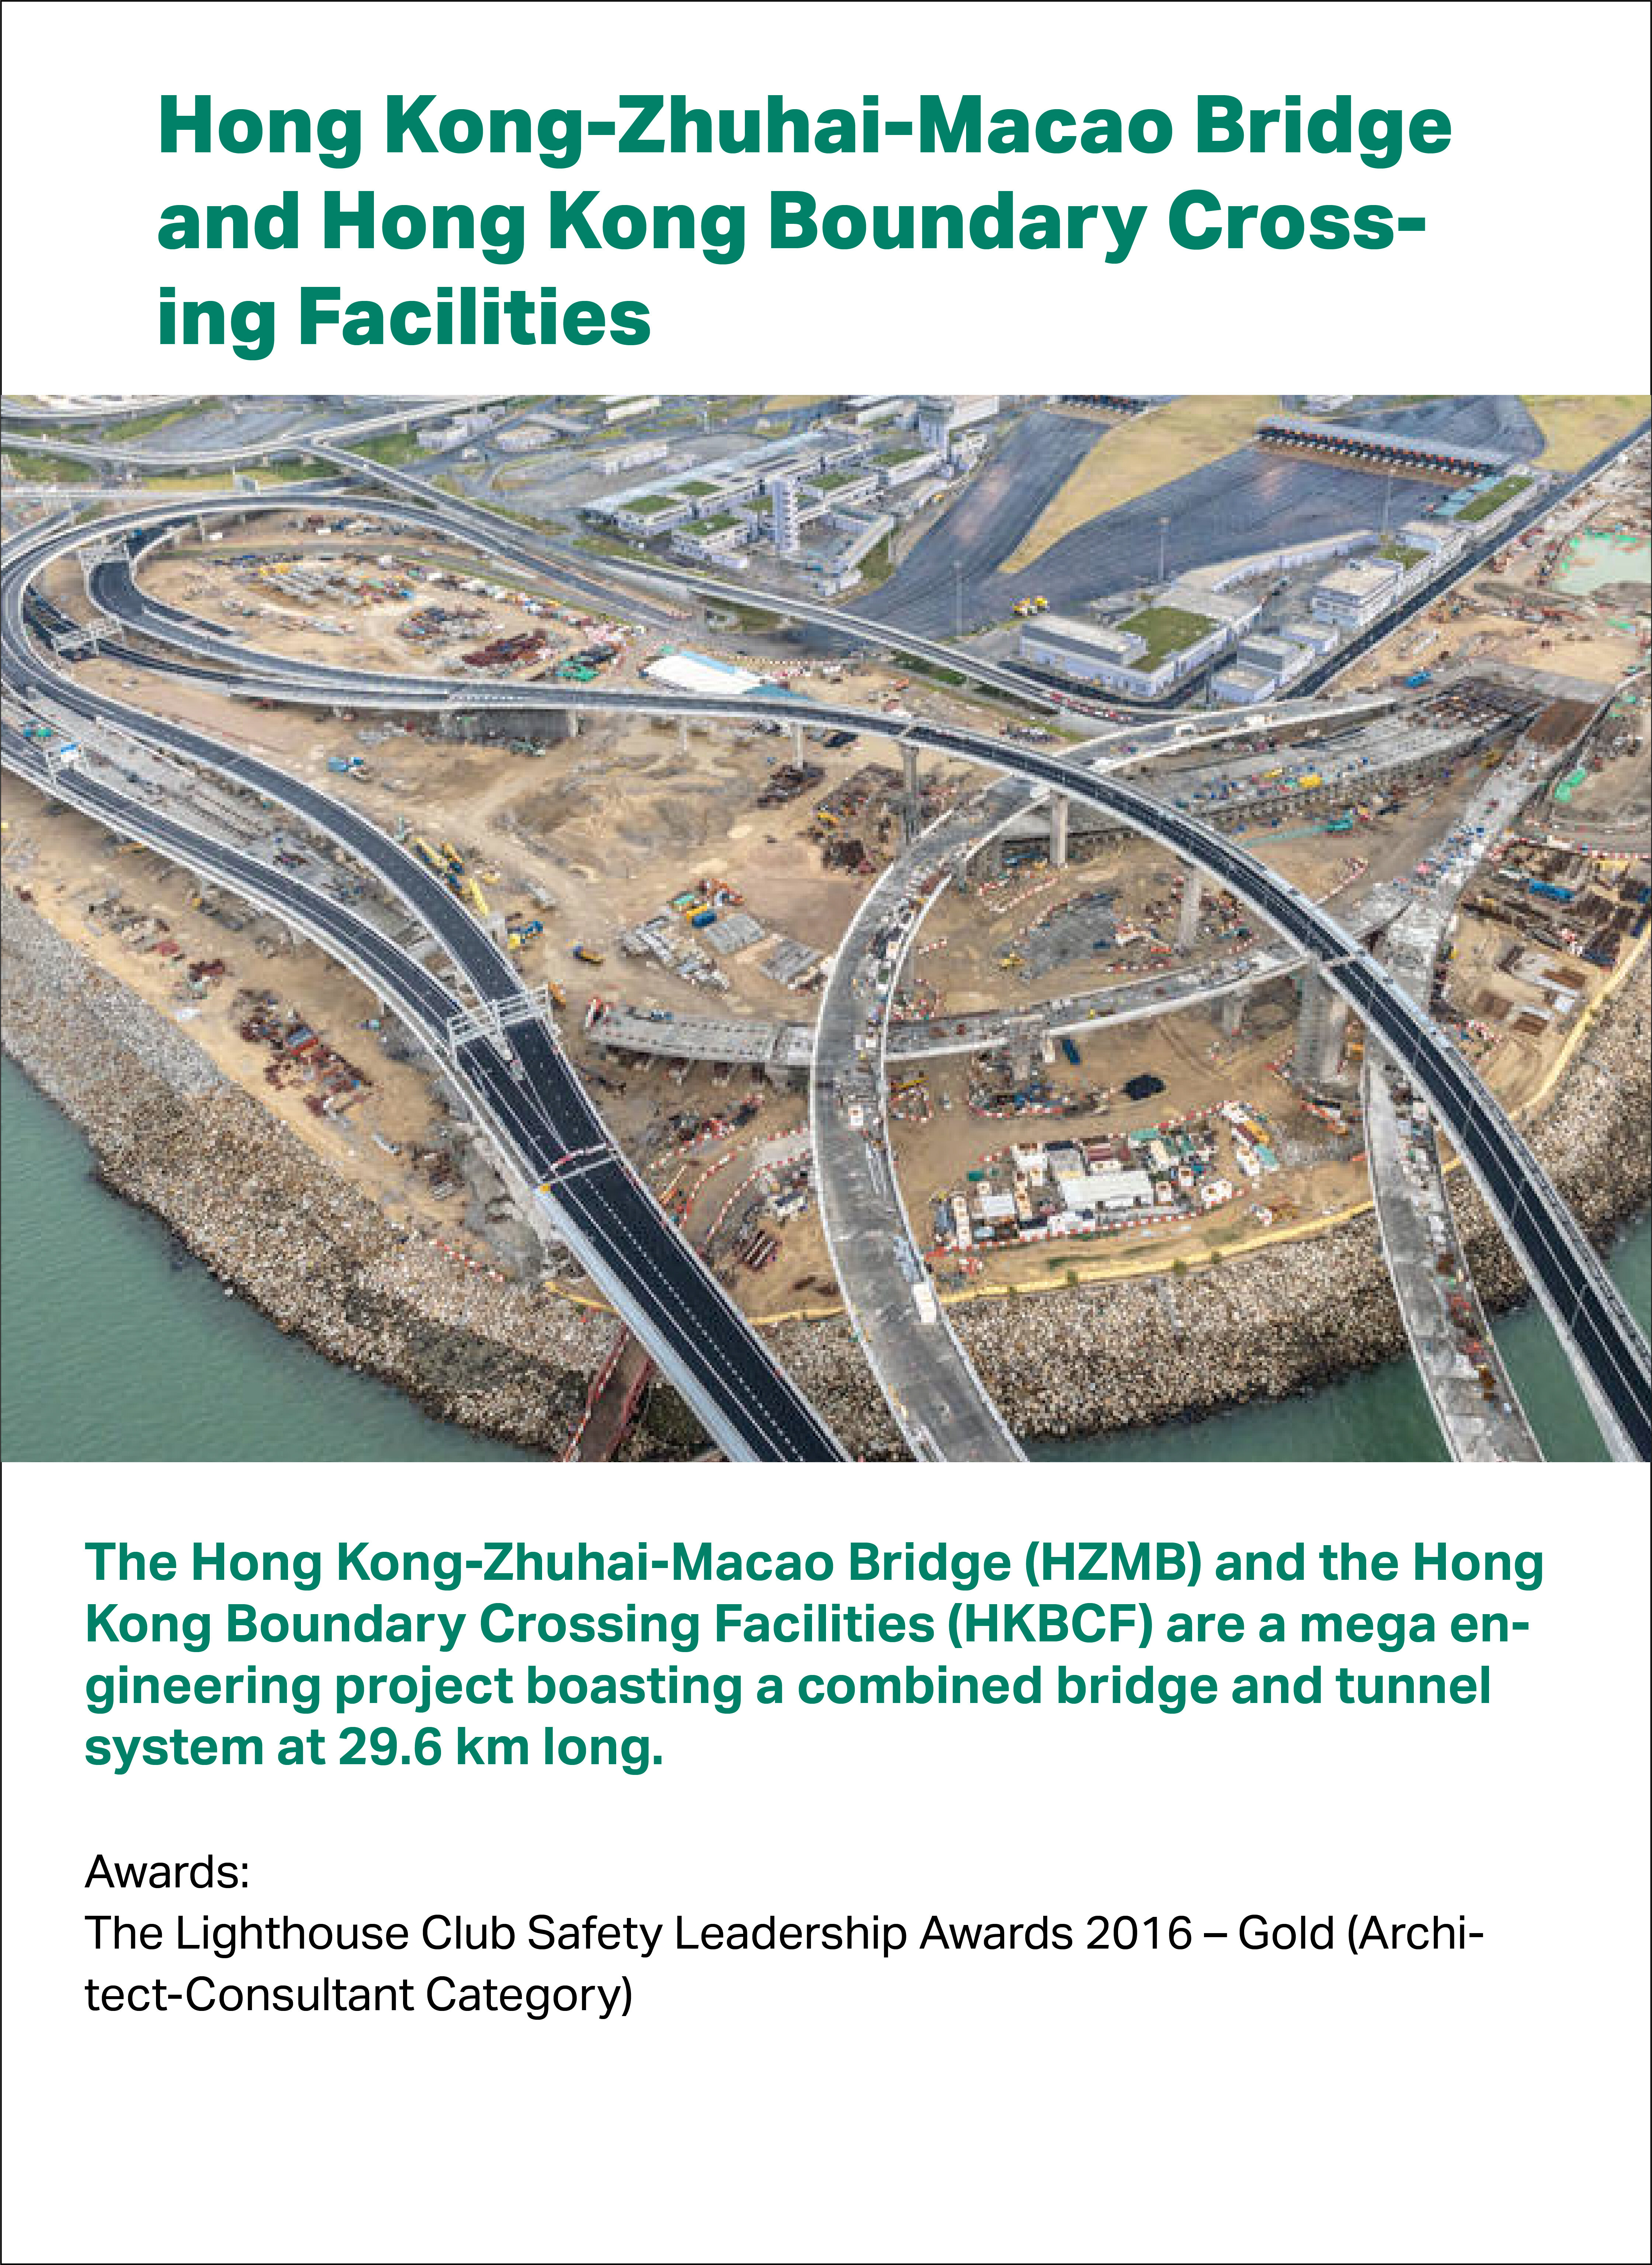 Hong Kong-Zhuhai-Macao Bridge
and Hong Kong Boundary Cross-
ing Facilities
The Hong Kong-Zhuhai-Macao Bridge (HZMB) and the Hong
Kong Boundary Crossing Facilities (HKBCF) are a mega en-
gineering project boasting a combined bridge and tunnel
system at 29.6 km long.
Awards:
The Lighthouse Club Safety Leadership Awards 2016 – Gold (Archi-
tect-Consultant Category)